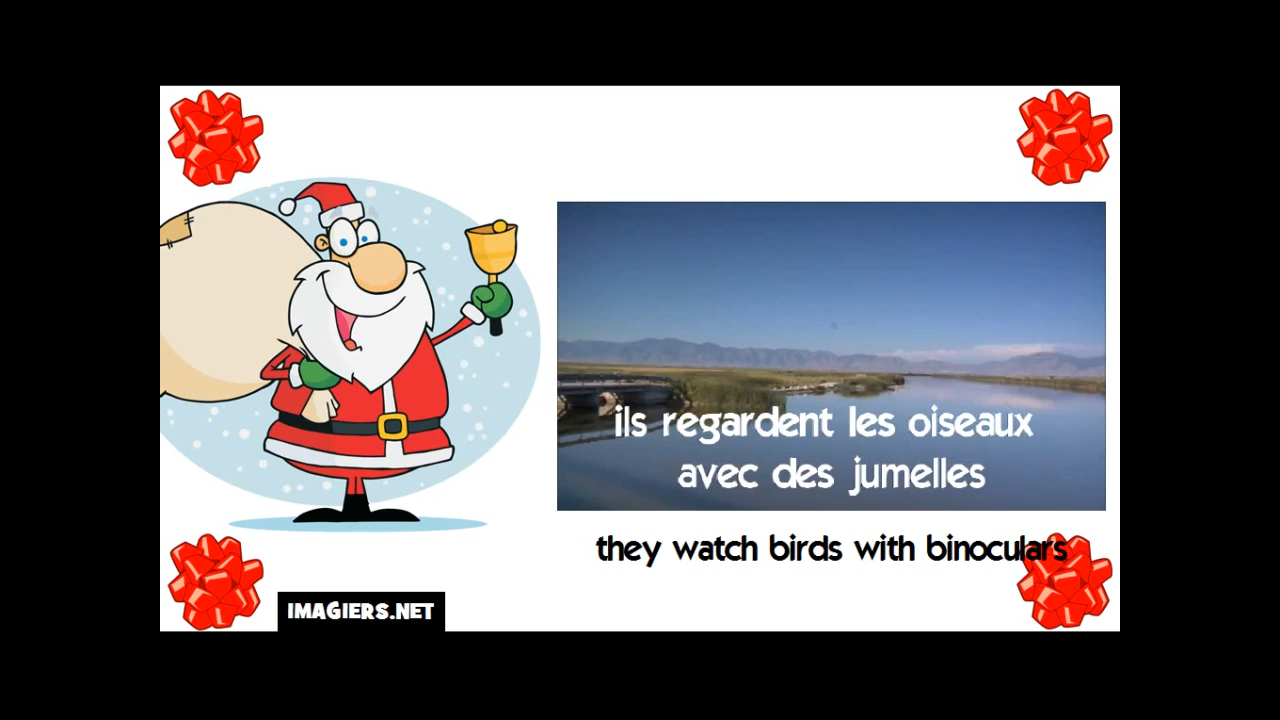 ils regardent les oiseaux
avec des jumelles
they watch birds with binoculars
IMAGIERS.NET